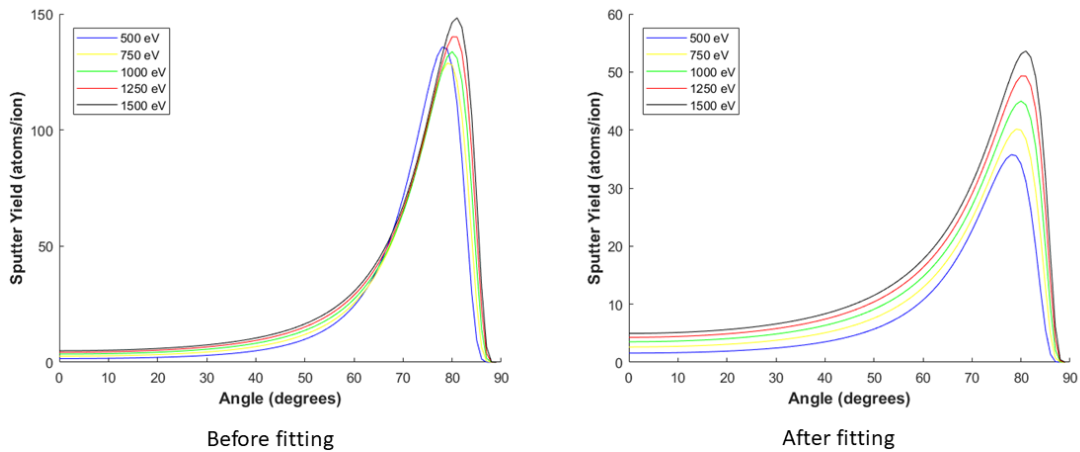 150
100
50
0
Sputter Yield (atoms/ion)
500 eV
750 eV
1000 eV
1250 eV
1500 eV
0 10 20 30 40 50 60 70 80 90
Angle (degrees)
Before fitting
60
50
40
30
20
10
0
Sputter Yield (atoms/ion)
500 eV
750 eV
1000 eV
1250 eV
1500 eV
0 10 20 30 40 50 60 70 80 90
Angle (degrees)
After fitting